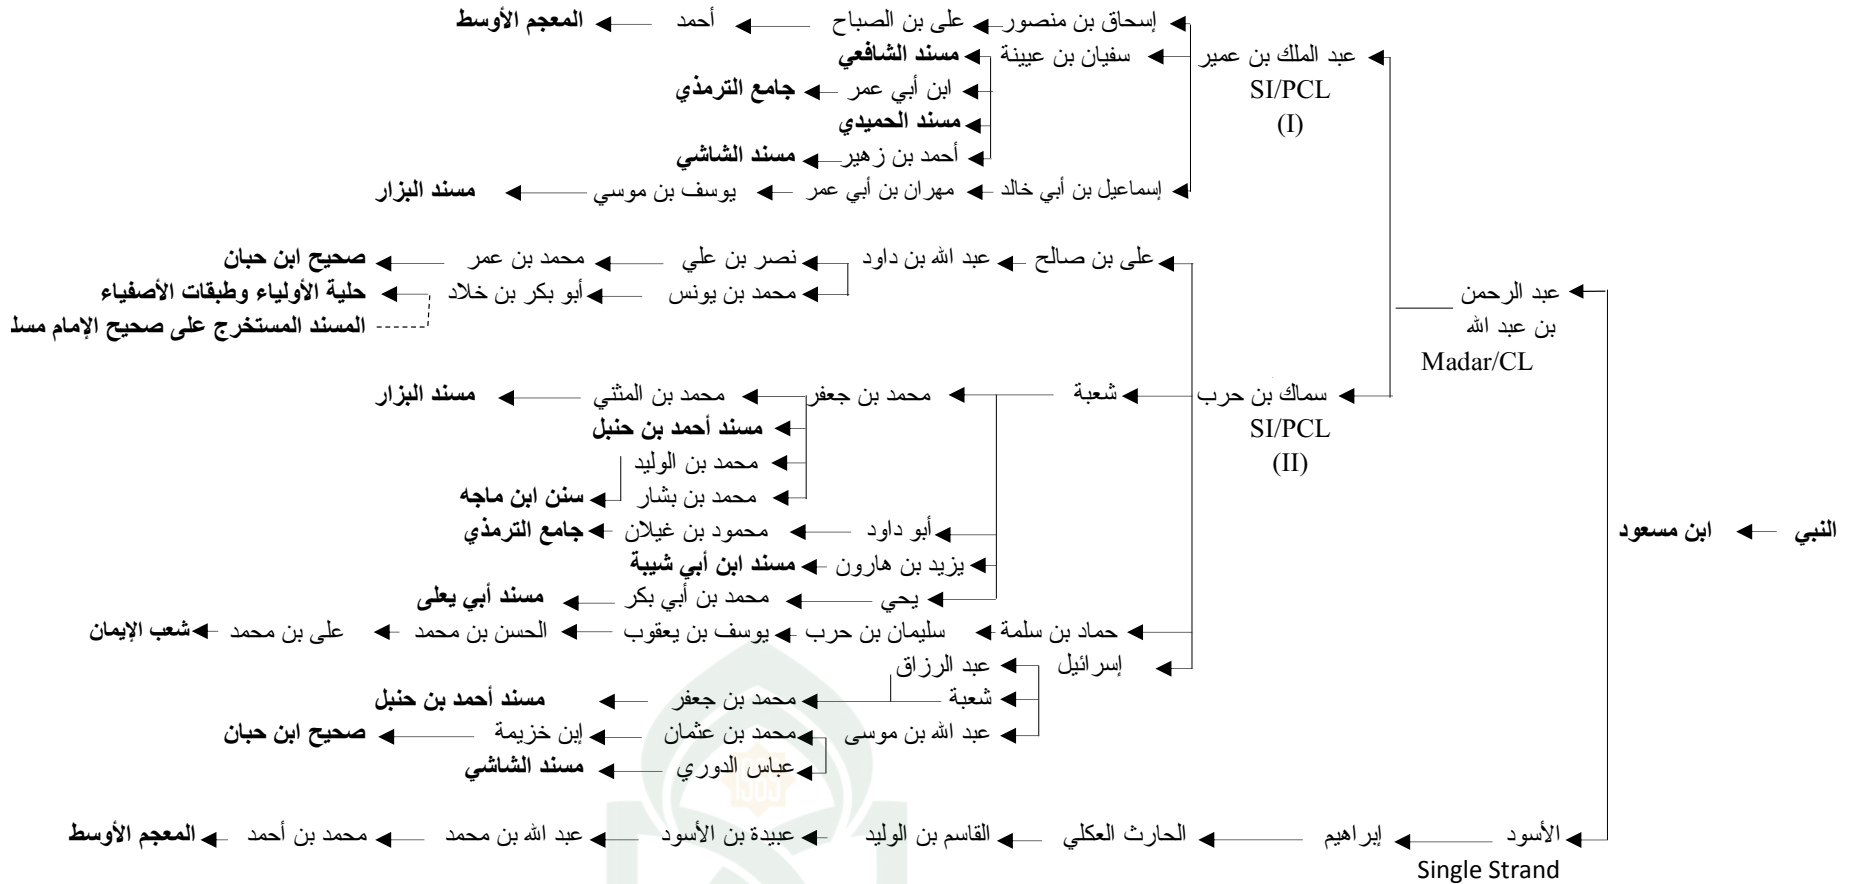 إسحاق بن منصور على بن الصباح أحمد المعجم الأوسط
عبد الملك بن عمير سفيان بن عيينة مسند الشافعي
SI/PCL ابن أبي عمر جامع الترمذي
(I) مسند الحميدي
أحمد بن زهير مسند الشاشي
إسماعيل بن أبي خالد مهران بن أبي عمر يوسف بن موسي مسند البزار
على بن صالح عبد الله بن داود نصر بن علي محمد بن عمر صحيح ابن حبان
عبد الرحمن محمد بن يونس أبو بكر بن خلاد حلية الأولياء وطبقات الأصفياء
بن عبد الله المسند المستخرج على صحيح الإمام مسل
Madar/CL
سماك بن حرب شعبة محمد بن جعفر محمد بن المثني مسند البزار
SI/PCL مسند أحمد بن حنبل
(II) محمد بن الوليد
محمد بن بشار سنن ابن ماجه
النبي ابن مسعود أبو داود محمود بن غيلان جامع الترمذي
يزيد بن هارون مسند ابن أبي شيبة
يحي محمد بن أبي بكر مسند أبي يعلى
حماد بن سلمة سليمان بن حرب يوسف بن يعقوب الحسن بن محمد على بن محمد شعب الإيمان
إسرائيل عبد الرزاق
شعبة محمد بن جعفر مسند أحمد بن حنبل
عبد الله بن موسى محمد بن عثمان إبن خزيمة صحيح ابن حبان
عباس الدوري مسند الشاشي
الأسود إبراهيم الحارث العكلي القاسم بن الوليد عبيدة بن الأسود عبد الله بن محمد محمد بن أحمد المعجم الأوسط
Single Strand